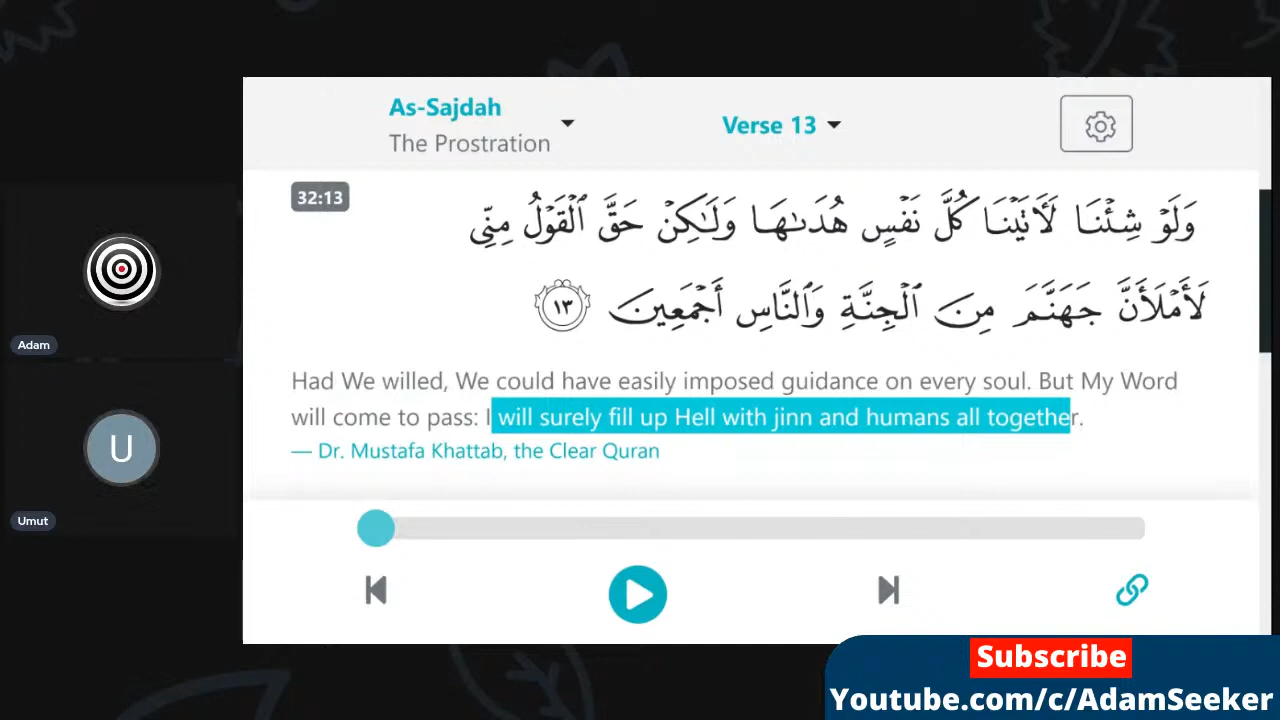 As-Sajdah
The Prostration
Verse 13
32:13
وَلَوْ شِئْنَا لَـَٔاتَيْنَا كُلَّ نَفْسٍ هُدَىٰهَا وَلَـٰكِنْ حَقَّ ٱلْقَوْلُ مِنِّى
لَأَمْلَأَنَّ جَهَنَّمَ مِنَ ٱلْجِنَّةِ وَٱلنَّاسِ أَجْمَعِينَ ١٣
Had We willed, We could have easily imposed guidance on every soul. But My Word
will come to pass: I will surely fill up Hell with jinn and humans all together.
— Dr. Mustafa Khattab, the Clear Quran
Adam
U
Umut
Subscribe
Youtube.com/c/AdamSeeker